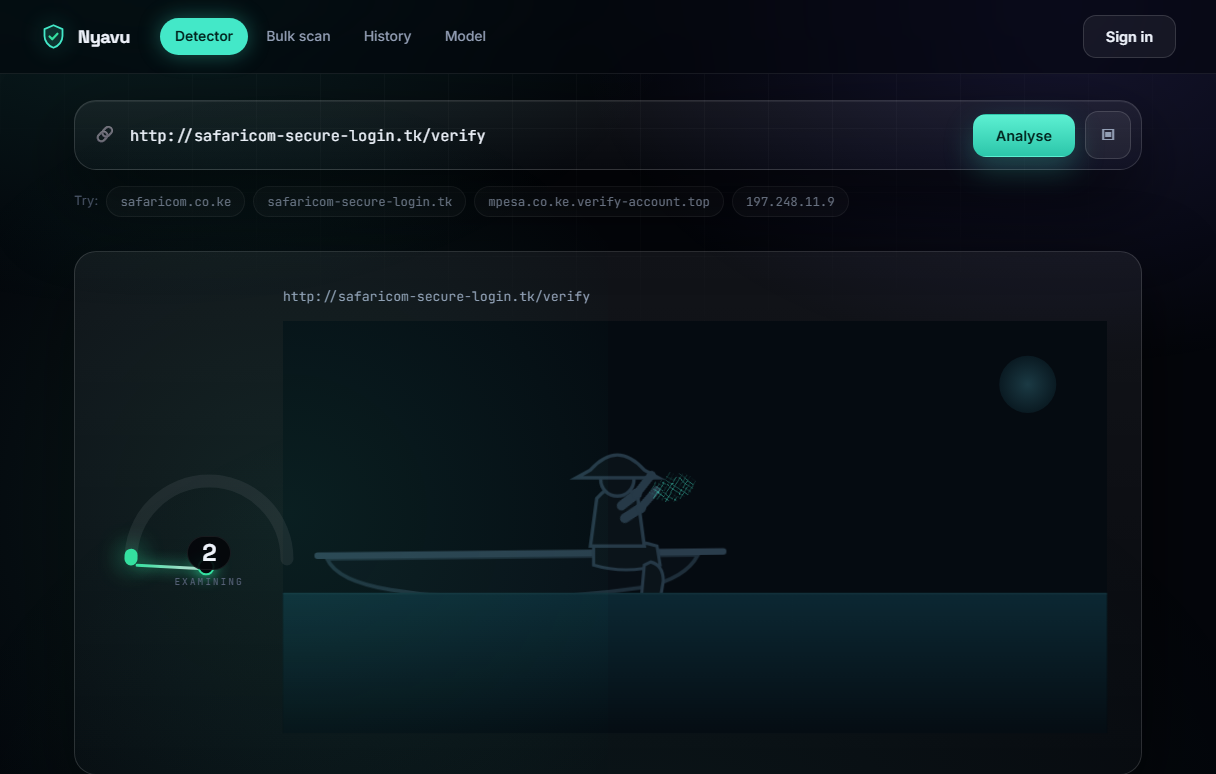 Nyavu
Detector
Bulk scan
History
Model
Sign in
http://safaricom-secure-login.tk/verify
Analyse
Try:
safaricom.co.ke
safaricom-secure-login.tk
mpesa.co.ke.verify-account.top
197.248.11.9
http://safaricom-secure-login.tk/verify
2
EXAMINING